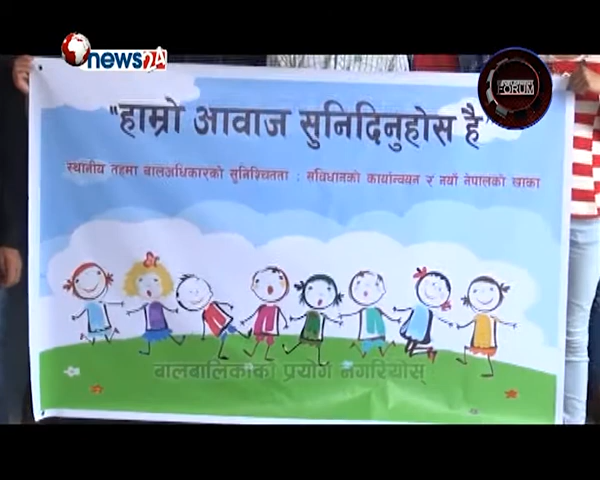 news24
FORUM
"हाम्रो आवाज सुनिदिनुहोस है"
स्थानीय तहमा बालअधिकारको सुनिश्चितता : संविधानको कार्यान्वयन र नयाँ नेपालको खाका
बालबालिकाको प्रयोग नगरियोस्